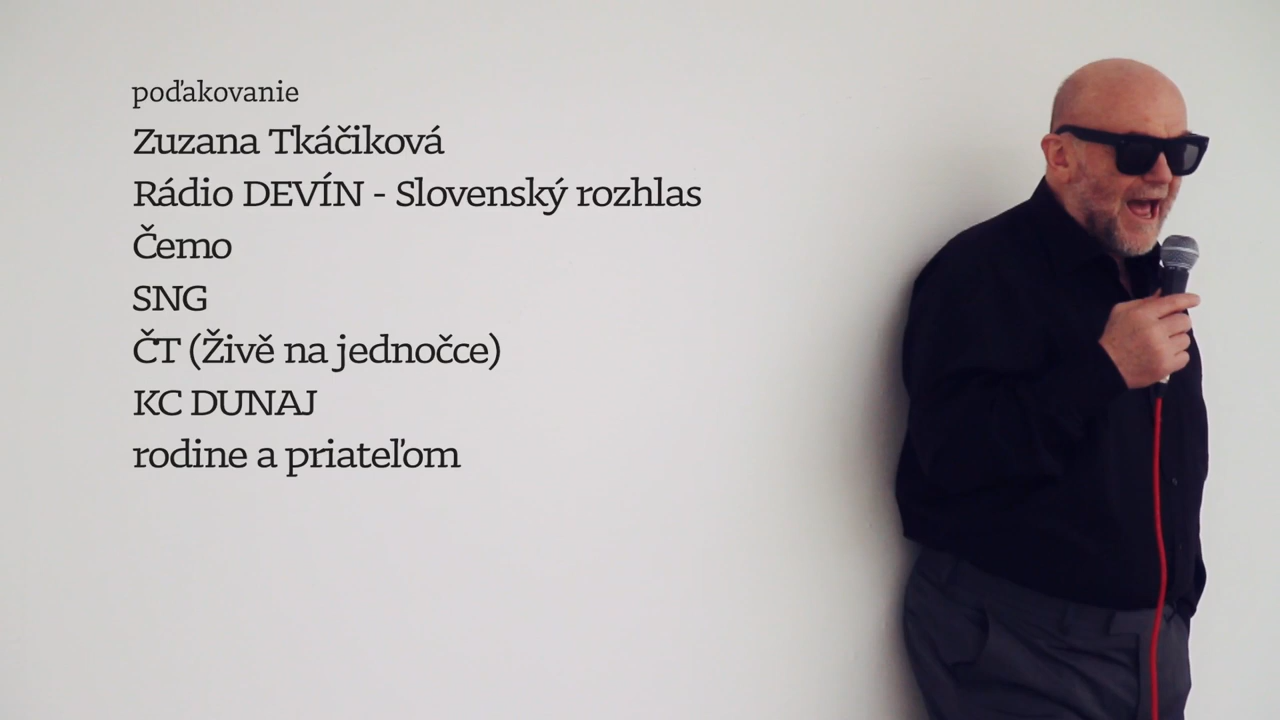 poďakovanie
Zuzana Tkáčiková
Rádio DEVÍN - Slovenský rozhlas
Čemo
SNG
ČT (Živě na jednočce)
KC DUNAJ
rodine a priateľom